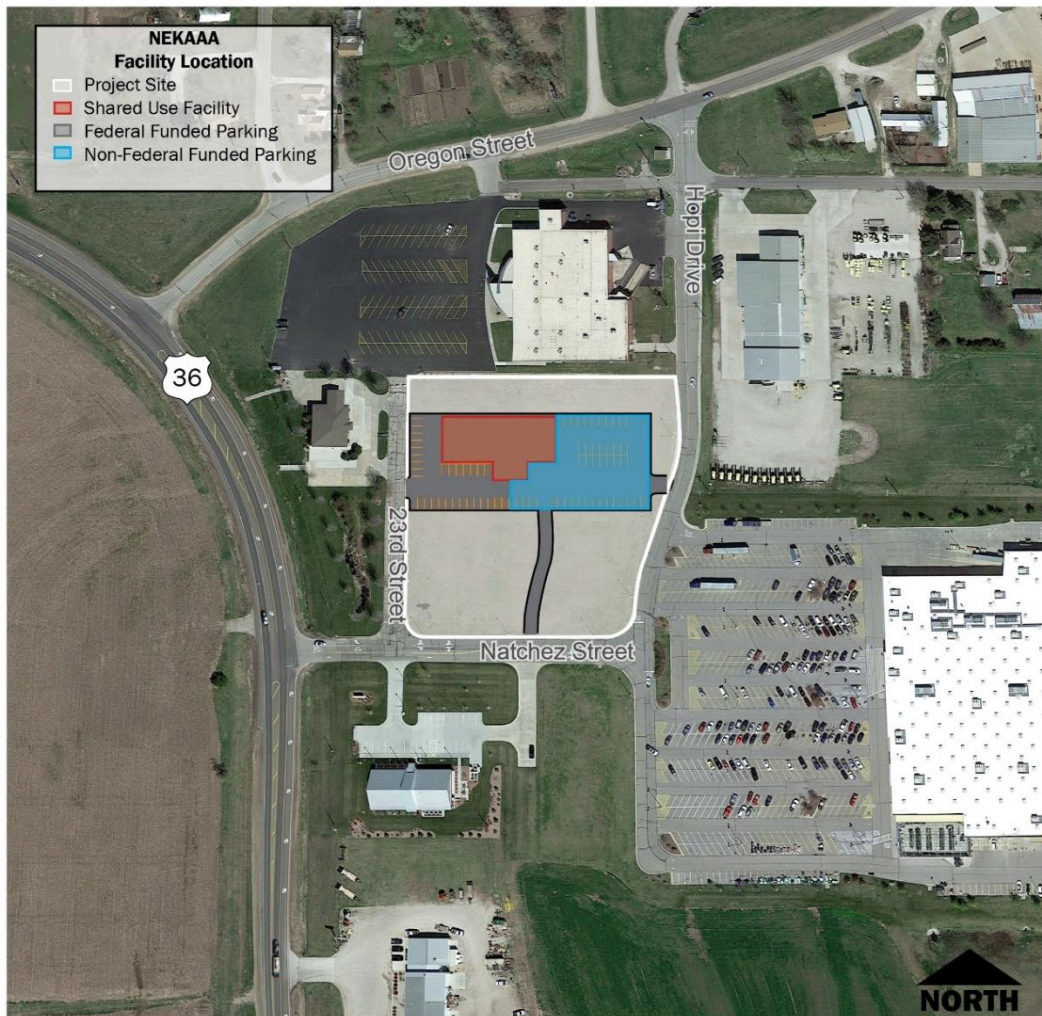 NEKAAA
Facility Location
Project Site
Shared Use Facility
Federal Funded Parking
Non-Federal Funded Parking
Oregon Street
Hopi Drive
36
23rd Street
Natchez Street
NORTH